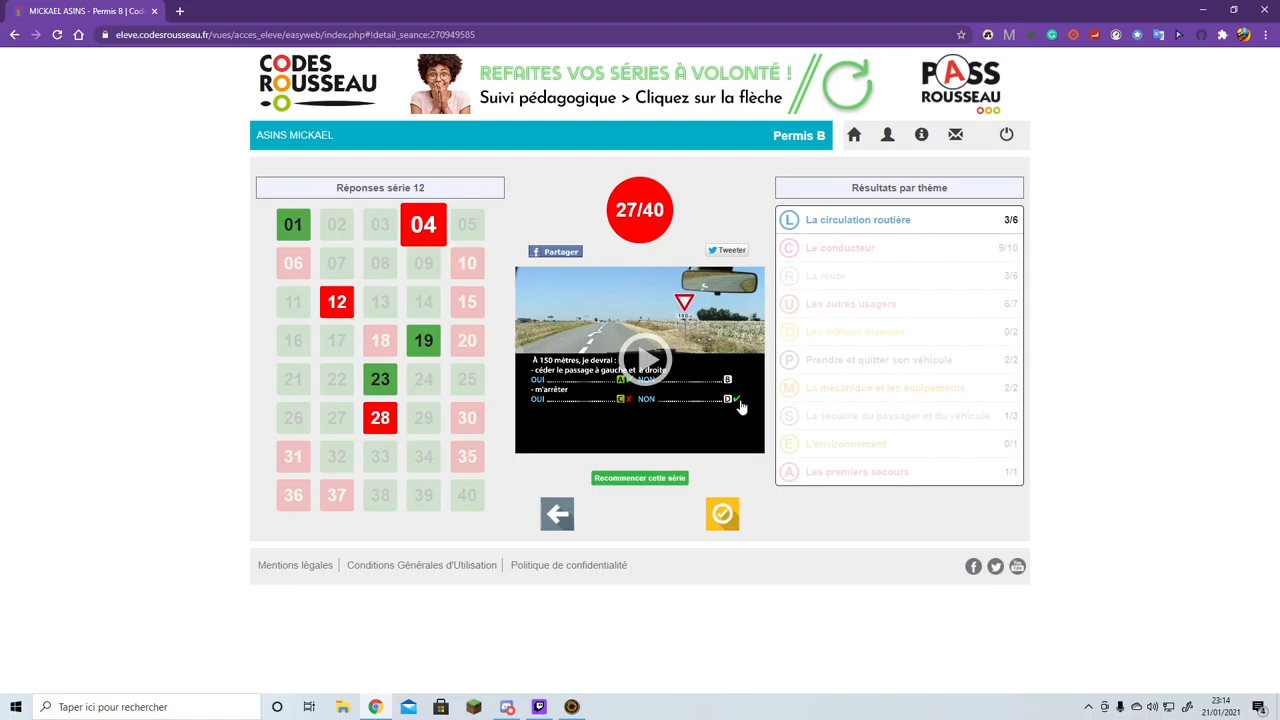 MICKAEL ASINS - Permis B | Cod
eleve.codesrousseau.fr/vues/acces_eleve/easyweb/index.php#!detail_seance:270949585
CODES
ROUSSEAU
REFAITES VOS SÉRIES À VOLONTÉ !
Suivi pédagogique > Cliquez sur la flèche
PASS
ROUSSEAU
ASINS MICKAEL
Permis B
Réponses série 12
01 02 03 04 05
06 07 08 09 10
11 12 13 14 15
16 17 18 19 20
21 22 23 24 25
26 27 28 29 30
31 32 33 34 35
36 37 38 39 40
27/40
Partager
Tweeter
150m
À 150 mètres, je devrai :
- céder le passage à gauche et à droite
OUI A NON B
- m'arrêter
OUI C NON D
Recommencer cette série
Résultats par thème
L La circulation routière 3/6
C Le conducteur 9/10
R La route 3/6
U Les autres usagers 6/7
D Les notions diverses 0/2
P Prendre et quitter son véhicule 2/2
M La mécanique et les équipements 2/2
S La sécurité du passager et du véhicule 1/3
E L'environnement 0/1
A Les premiers secours 1/1
Mentions légales
Conditions Générales d'Utilisation
Politique de confidentialité
Taper ici pour rechercher
23:14
21/01/2021